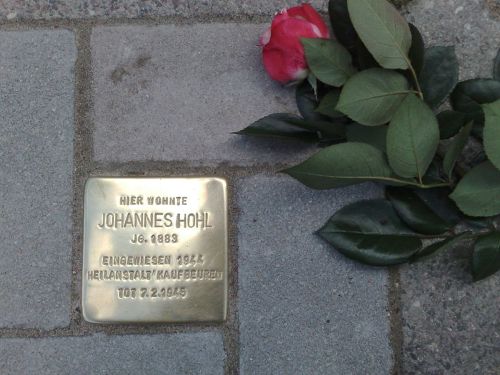 HIER WOHNTE
JOHANNES HOHL
JG. 1883
EINGEWIESEN 1944
HEILANSTALT KAUFBEUREN
TOT 7.2.1945